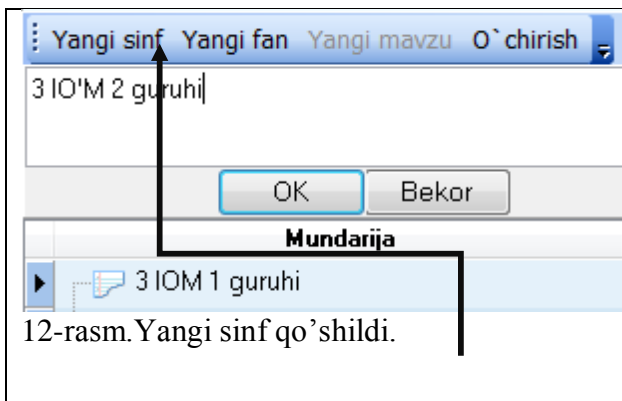 Yangi sinf Yangi fan Yangi mavzu O`chirish
3 IO'M 2 guruhi
OK Bekor
Mundarija
3 IOM 1 guruhi
12-rasm.Yangi sinf qo’shildi.